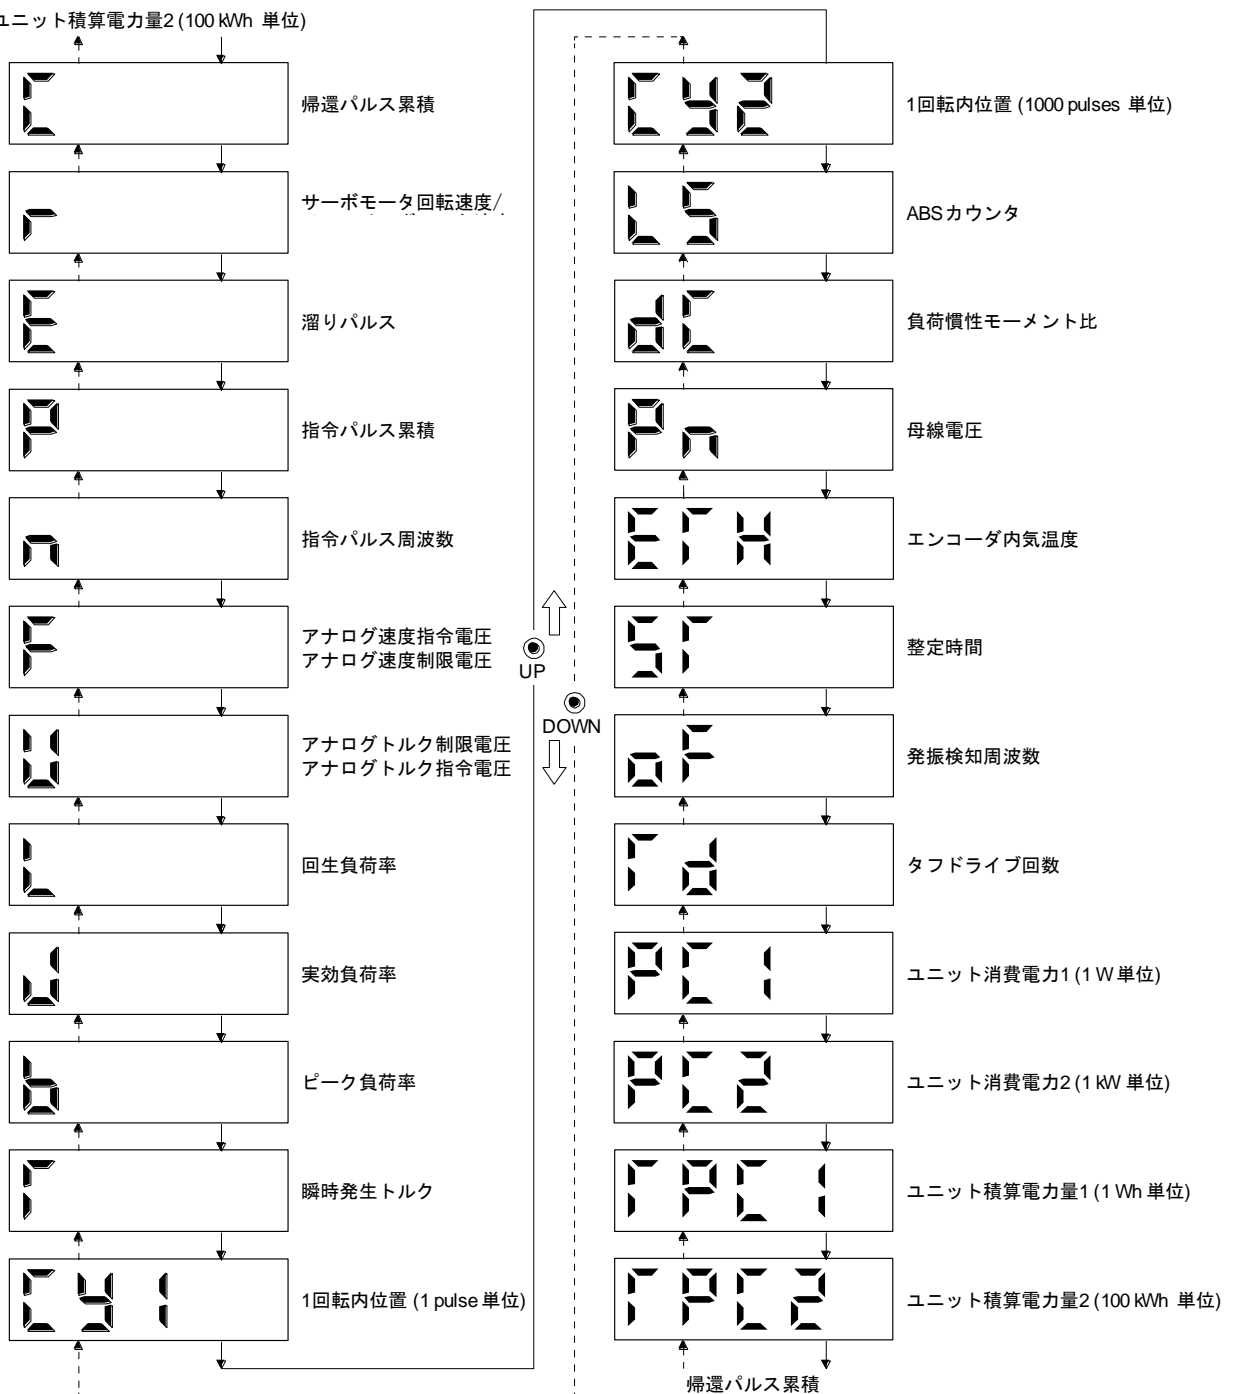 ユニット積算電力量2 (100 kWh 単位)
C
帰還パルス累積
r
サーボモータ回転速度/
E
溜りパルス
P
指令パルス累積
n
指令パルス周波数
F
アナログ速度指令電圧
アナログ速度制限電圧
U
アナログトルク制限電圧
アナログトルク指令電圧
L
回生負荷率
J
実効負荷率
b
ピーク負荷率
T
瞬時発生トルク
Cy1
1回転内位置 (1 pulse 単位)
UP
DOWN
Cy2
1回転内位置 (1000 pulses 単位)
LS
ABSカウンタ
dC
負荷慣性モーメント比
Pn
母線電圧
ETH
エンコーダ内気温度
ST
整定時間
oF
発振検知周波数
Td
タフドライブ回数
PC1
ユニット消費電力1 (1 W 単位)
PC2
ユニット消費電力2 (1 kW 単位)
TPC1
ユニット積算電力量1 (1 Wh 単位)
TPC2
ユニット積算電力量2 (100 kWh 単位)
帰還パルス累積